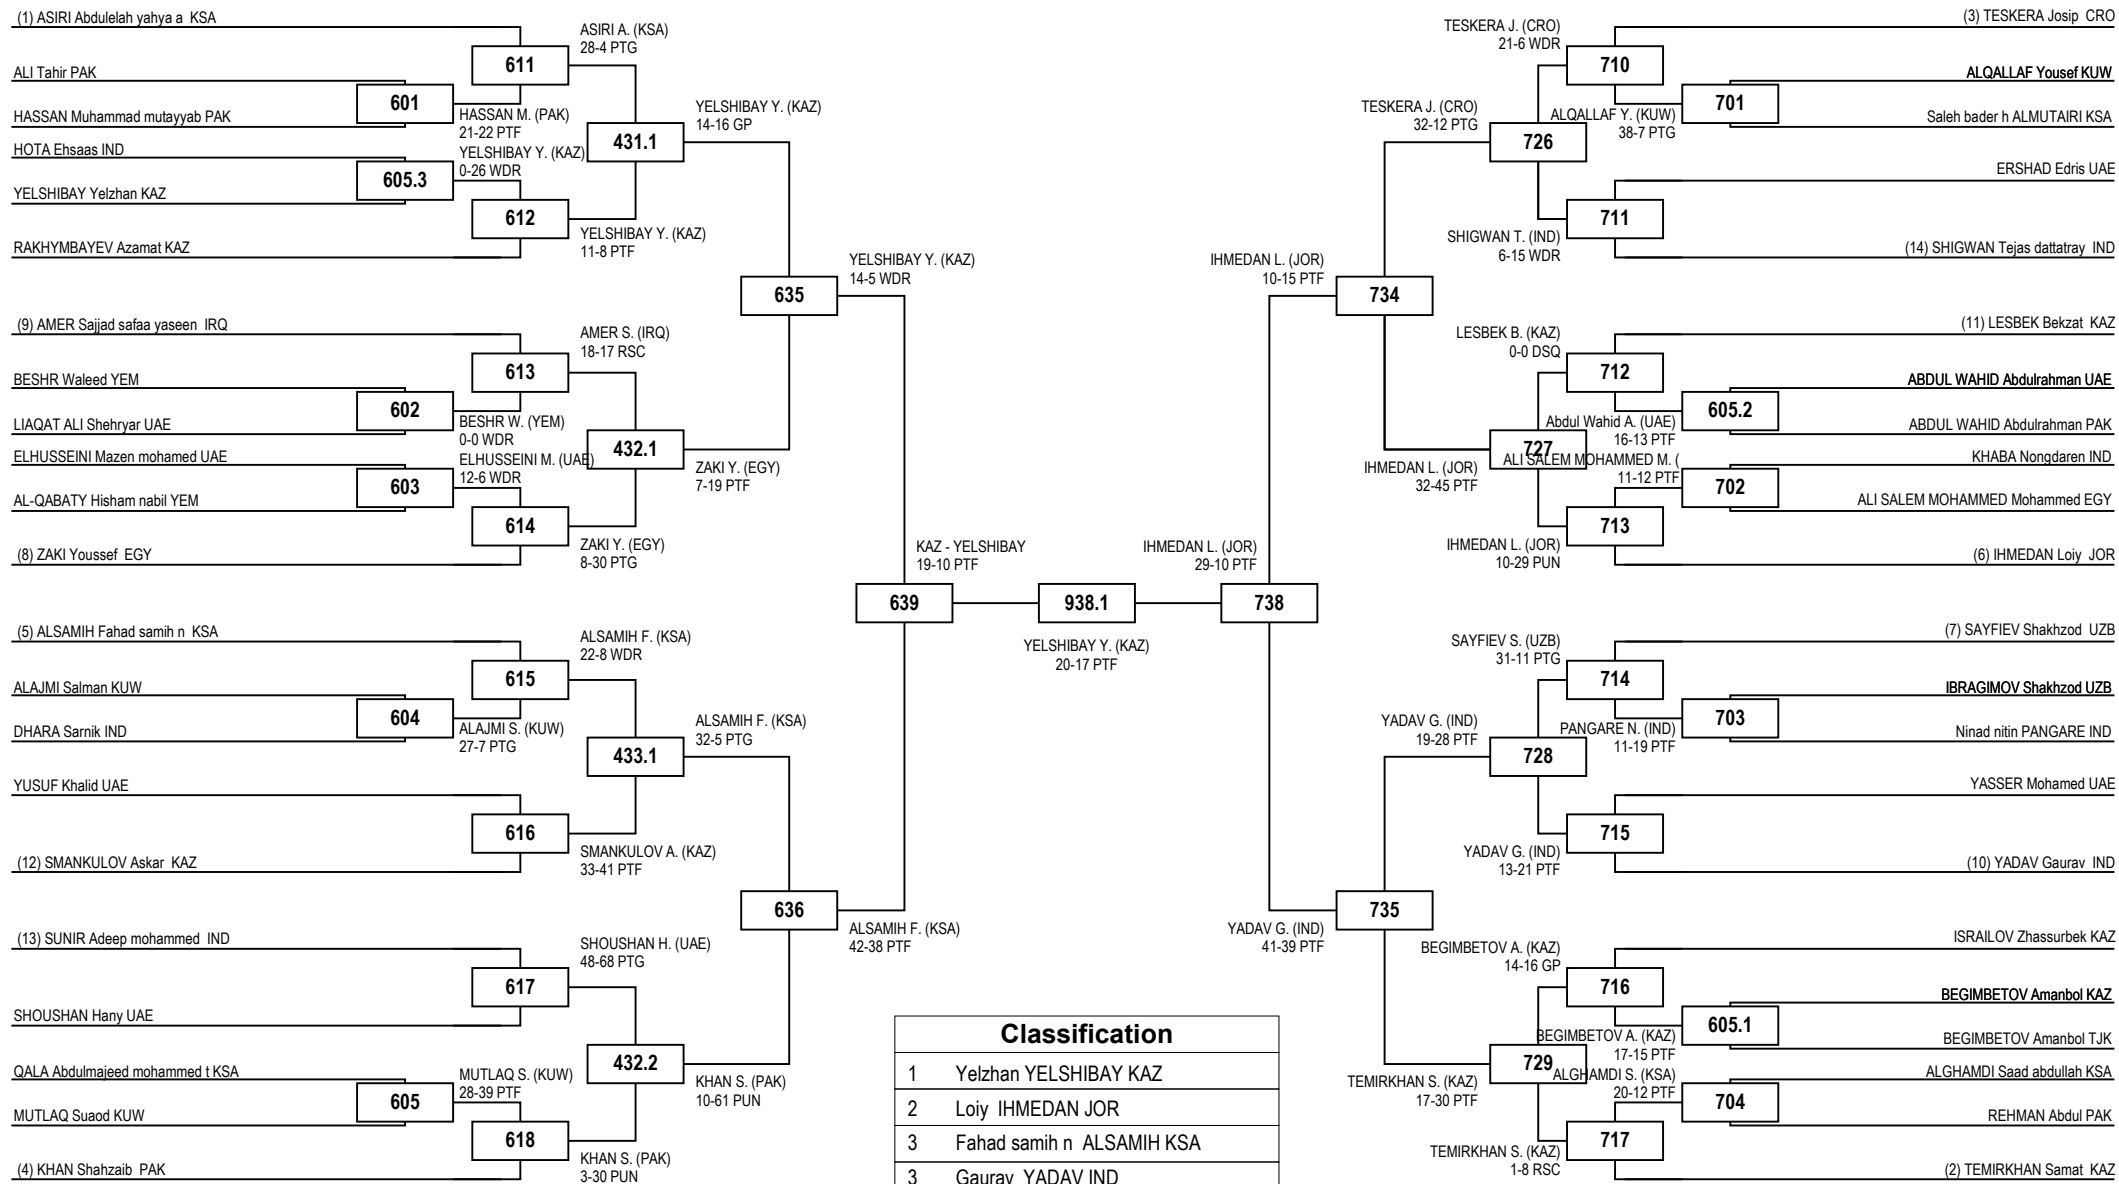 (1) ASIRI Abdulelah yahya a KSA
ALI Tahir PAK
HASSAN Muhammad mutayyab PAK
HOTA Ehsaas IND
YELSHIBAY Yelzhan KAZ
RAKHYMBAYEV Azamat KAZ
(9) AMER Sajjad safaa yaseen IRQ
BESHR Waleed YEM
LIAQAT ALI Shehryar UAE
ELHUSSEINI Mazen mohamed UAE
AL-QABATY Hisham nabil YEM
(8) ZAKI Youssef EGY
(5) ALSAMIH Fahad samih n KSA
ALAJMI Salman KUW
DHARA Sarnik IND
YUSUF Khalid UAE
(12) SMANKULOV Askar KAZ
(13) SUNIR Adeep mohammed IND
SHOUSHAN Hany UAE
QALA Abdulmajeed mohammed t KSA
MUTLAQ Suaod KUW
(4) KHAN Shahzaib PAK
601
HASSAN M. (PAK)
21-22 PTF
605.3
YELSHIBAY Y. (KAZ)
0-26 WDR
602
BESHR W. (YEM)
0-0 WDR
603
ELHUSSEINI M. (UAE)
12-6 WDR
604
ALAJMI S. (KUW)
27-7 PTG
605
MUTLAQ S. (KUW)
28-39 PTF
611
ASIRI A. (KSA)
28-4 PTG
612
YELSHIBAY Y. (KAZ)
11-8 PTF
613
AMER S. (IRQ)
18-17 RSC
614
ZAKI Y. (EGY)
8-30 PTG
615
ALSAMIH F. (KSA)
22-8 WDR
616
SMANKULOV A. (KAZ)
33-41 PTF
617
SHOUSHAN H. (UAE)
48-68 PTG
618
KHAN S. (PAK)
3-30 PUN
431.1
YELSHIBAY Y. (KAZ)
14-16 GP
432.1
ZAKI Y. (EGY)
7-19 PTF
433.1
ALSAMIH F. (KSA)
32-5 PTG
432.2
KHAN S. (PAK)
10-61 PUN
635
YELSHIBAY Y. (KAZ)
14-5 WDR
636
ALSAMIH F. (KSA)
42-38 PTF
639
KAZ - YELSHIBAY
19-10 PTF
938.1
YELSHIBAY Y. (KAZ)
20-17 PTF
738
IHMEDAN L. (JOR)
29-10 PTF
734
IHMEDAN L. (JOR)
10-15 PTF
735
YADAV G. (IND)
41-39 PTF
726
TESKERA J. (CRO)
32-12 PTG
727
IHMEDAN L. (JOR)
32-45 PTF
728
YADAV G. (IND)
19-28 PTF
729
TEMIRKHAN S. (KAZ)
17-30 PTF
710
TESKERA J. (CRO)
21-6 WDR
711
SHIGWAN T. (IND)
6-15 WDR
712
LESBEK B. (KAZ)
0-0 DSQ
713
IHMEDAN L. (JOR)
10-29 PUN
714
SAYFIEV S. (UZB)
31-11 PTG
715
YADAV G. (IND)
13-21 PTF
716
BEGIMBETOV A. (KAZ)
14-16 GP
717
TEMIRKHAN S. (KAZ)
1-8 RSC
701
ALQALLAF Y. (KUW)
38-7 PTG
605.2
Abdul Wahid A. (UAE)
16-13 PTF
702
ALI SALEM MOHAMMED M. (
11-12 PTF
703
PANGARE N. (IND)
11-19 PTF
605.1
BEGIMBETOV A. (KAZ)
17-15 PTF
704
ALGHAMDI S. (KSA)
20-12 PTF
(3) TESKERA Josip CRO
ALQALLAF Yousef KUW
Saleh bader h ALMUTAIRI KSA
ERSHAD Edris UAE
(14) SHIGWAN Tejas dattatray IND
(11) LESBEK Bekzat KAZ
ABDUL WAHID Abdulrahman UAE
ABDUL WAHID Abdulrahman PAK
KHABA Nongdaren IND
ALI SALEM MOHAMMED Mohammed EGY
(6) IHMEDAN Loiy JOR
(7) SAYFIEV Shakhzod UZB
IBRAGIMOV Shakhzod UZB
Ninad nitin PANGARE IND
YASSER Mohamed UAE
(10) YADAV Gaurav IND
ISRAILOV Zhassurbek KAZ
BEGIMBETOV Amanbol KAZ
BEGIMBETOV Amanbol TJK
ALGHAMDI Saad abdullah KSA
REHMAN Abdul PAK
(2) TEMIRKHAN Samat KAZ
Classification
1 Yelzhan YELSHIBAY KAZ
2 Loiy IHMEDAN JOR
3 Fahad samih n ALSAMIH KSA
3 Gaurav YADAV IND